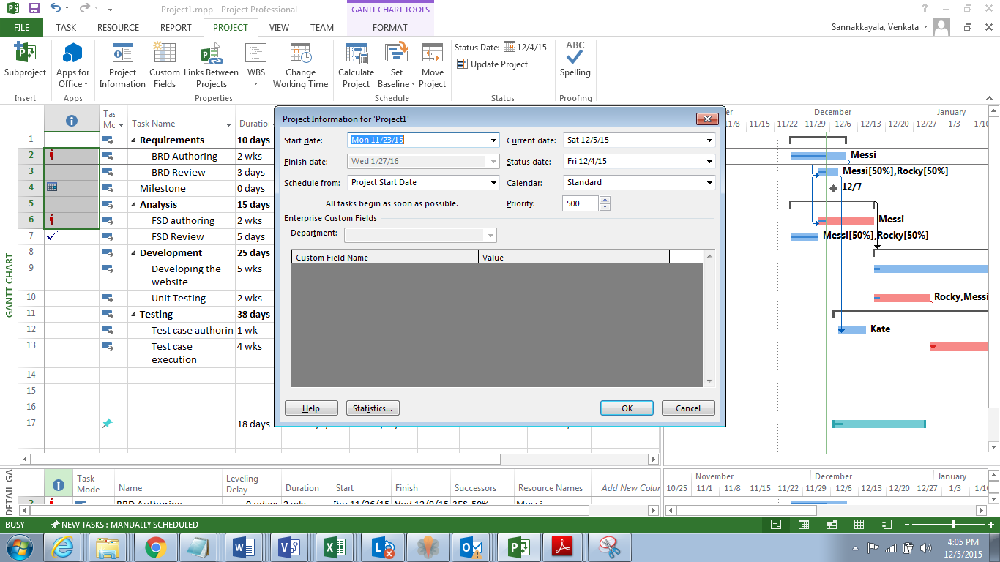 Project1.mpp - Project Professional
GANTT CHART TOOLS
FILE TASK RESOURCE REPORT PROJECT VIEW TEAM FORMAT
Sannakkayala, Venkata
Subproject
Insert
Apps for Office
Apps
Project Information
Custom Fields
Links Between Projects
WBS
Change Working Time
Properties
Calculate Project
Set Baseline
Move Project
Schedule
Status Date: 12/4/15
Update Project
Status
ABC
Spelling
Proofing
GANTT CHART
Task Name Duratio
1 Requirements 10 days
2 BRD Authoring 2 wks
3 BRD Review 3 days
4 Milestone 0 days
5 Analysis 15 days
6 FSD authoring 2 wks
7 FSD Review 5 days
8 Development 25 days
9 Developing the website 5 wks
10 Unit Testing 2 wks
11 Testing 38 days
12 Test case authorin 1 wk
13 Test case execution 4 wks
14
15
16
17 18 days
Project Information for 'Project1'
Start date: Mon 11/23/15
Current date: Sat 12/5/15
Finish date: Wed 1/27/16
Status date: Fri 12/4/15
Schedule from: Project Start Date
Calendar: Standard
All tasks begin as soon as possible.
Priority: 500
Enterprise Custom Fields
Department:
Custom Field Name Value
Help Statistics... OK Cancel
December January
11/8 11/15 11/22 11/29 12/6 12/13 12/20 12/27 1/3 1/10
Messi
Messi[50%],Rocky[50%]
12/7
Messi
Messi[50%],Rocky[50%]
Rocky,Messi
Kate
DETAIL GA
Task Mode Name Leveling Delay Duration Start Finish Successors Resource Names Add New Colum
2 BRD Authoring 0 edays 2 wks Thu 11/26/15 Wed 12/9/15 3FS-50% Messi
November December January
10/25 11/1 11/8 11/15 11/22 11/29 12/6 12/13 12/20 12/27 1/3 1/10
BUSY NEW TASKS : MANUALLY SCHEDULED
4:05 PM
12/5/2015